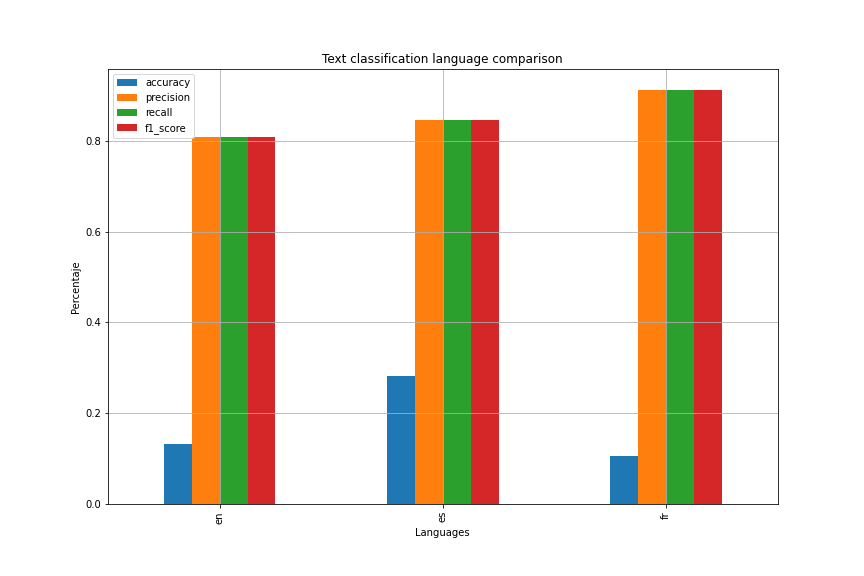 Text classification language comparison
accuracy
precision
recall
f1_score
0.8
0.6
0.4
0.2
0.0
Percentaje
en
es
fr
Languages